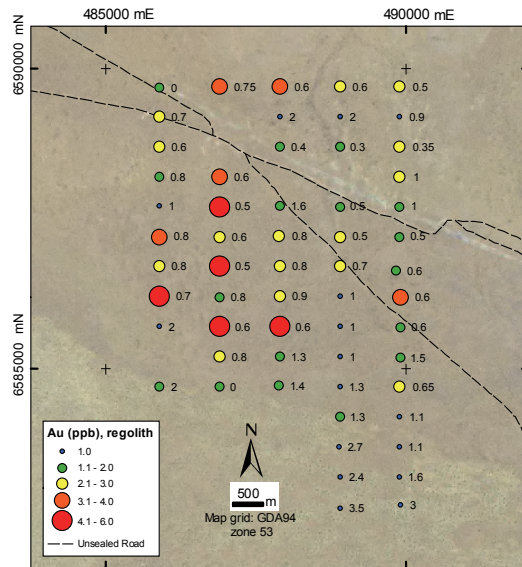 485000 mE
490000 mE
6590000 mN
0 0.75 0.6 0.6 0.5
0.7 2 2 0.9
0.6 0.4 0.3 0.35
0.8 0.6 1
1 0.5 1.6 0.5 1
0.8 0.6 0.8 0.5 0.5
0.8 0.5 0.8 0.7 0.6
0.7 0.8 0.9 1 0.6
2 0.6 0.6 1 0.6
6585000 mN
0.8 1.3 1 1.5
2 0 1.4 1.3 0.65
1.3 1.1
2.7 1.1
2.4 1.6
3.5 3
Au (ppb), regolith
1.0
1.1 - 2.0
2.1 - 3.0
3.1 - 4.0
4.1 - 6.0
Unsealed Road
N
500 m
Map grid: GDA94
zone 53